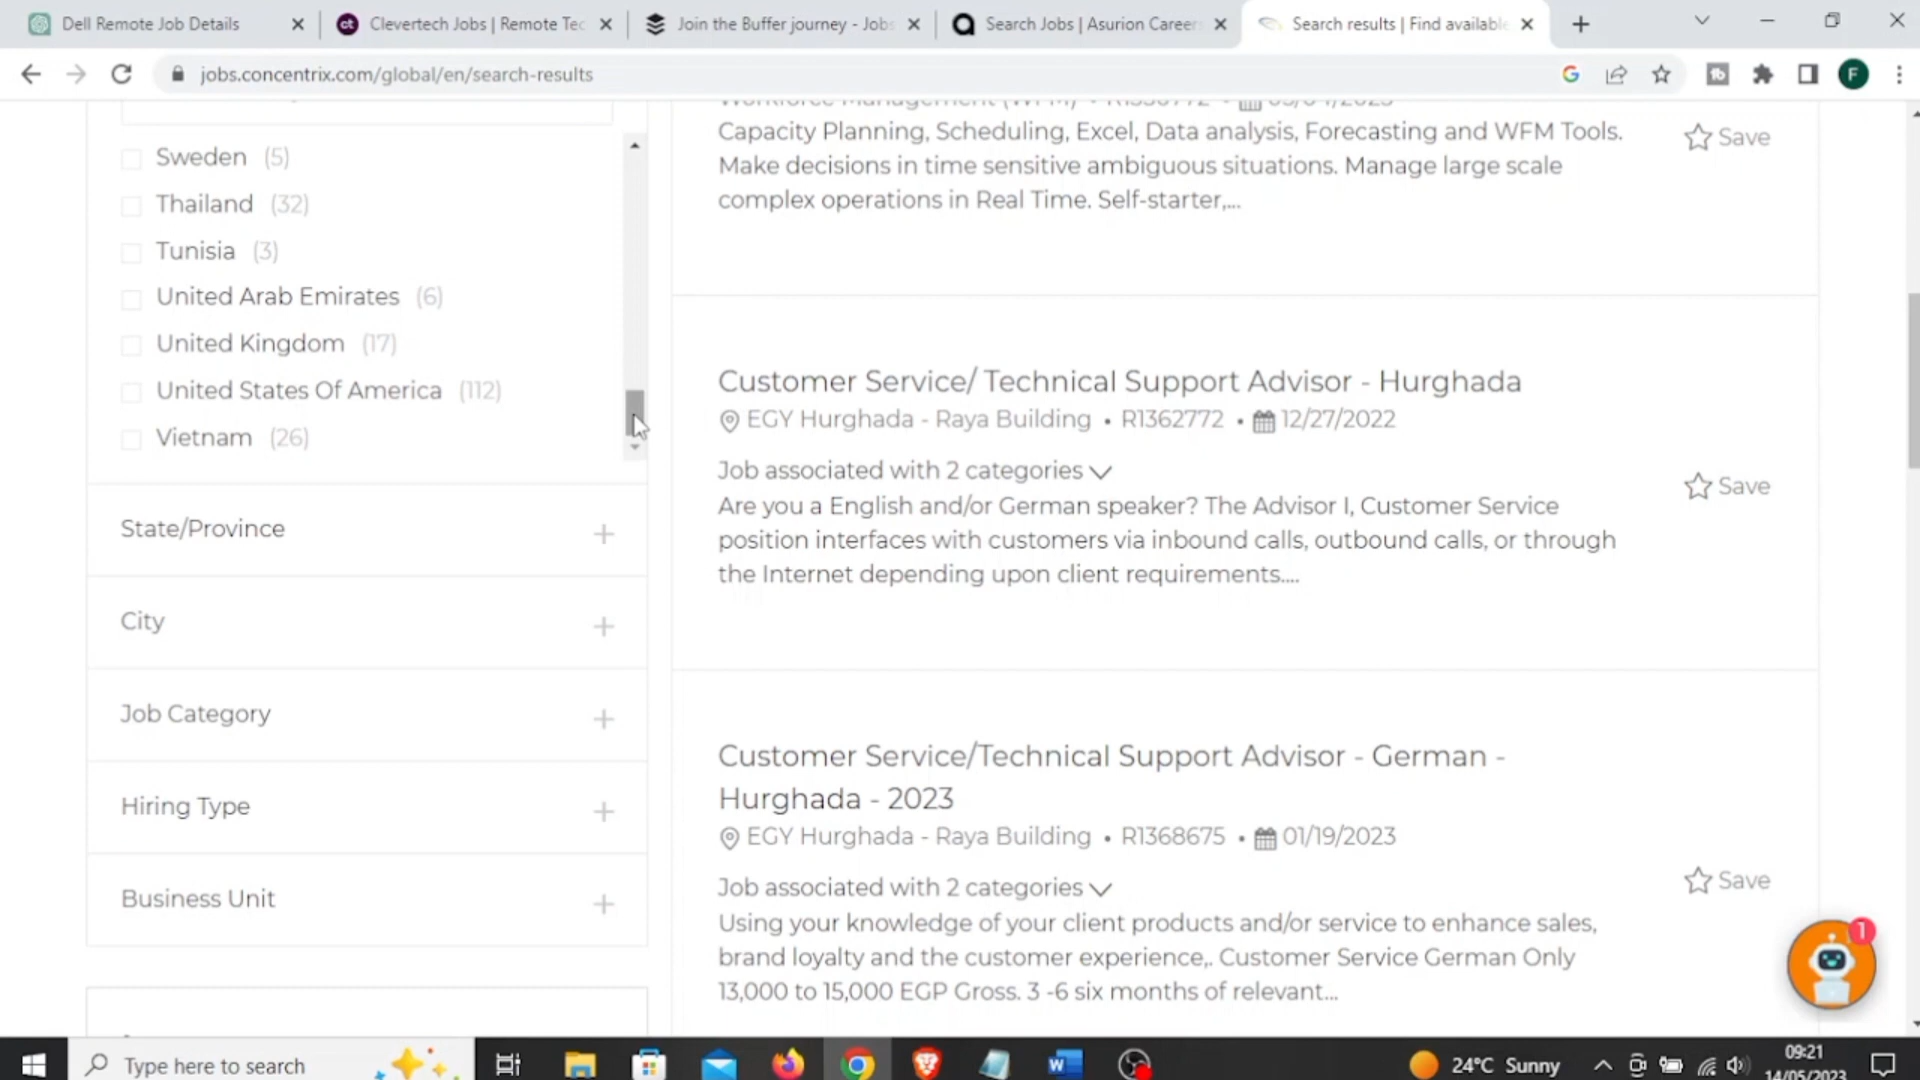 Dell Remote Job Details
Clevertech Jobs | Remote Tec
Join the Buffer journey - Jobs
Search Jobs | Asurion Career
Search results | Find available
jobs.concentrix.com/global/en/search-results
F
Sweden (5)
Thailand (32)
Tunisia (3)
United Arab Emirates (6)
United Kingdom (17)
United States Of America (112)
Vietnam (26)
State/Province
City
Job Category
Hiring Type
Business Unit
Workforce Management (WFM)
Capacity Planning, Scheduling, Excel, Data analysis, Forecasting and WFM Tools.
Make decisions in time sensitive ambiguous situations. Manage large scale
complex operations in Real Time. Self-starter,...
Save
Customer Service/ Technical Support Advisor - Hurghada
EGY Hurghada - Raya Building • R1362772 • 12/27/2022
Job associated with 2 categories
Are you a English and/or German speaker? The Advisor I, Customer Service
position interfaces with customers via inbound calls, outbound calls, or through
the Internet depending upon client requirements....
Save
Customer Service/Technical Support Advisor - German -
Hurghada - 2023
EGY Hurghada - Raya Building • R1368675 • 01/19/2023
Job associated with 2 categories
Using your knowledge of your client products and/or service to enhance sales,
brand loyalty and the customer experience,. Customer Service German Only
13,000 to 15,000 EGP Gross. 3 -6 six months of relevant...
Save
1
Type here to search
24°C Sunny
09:21
14/05/2023